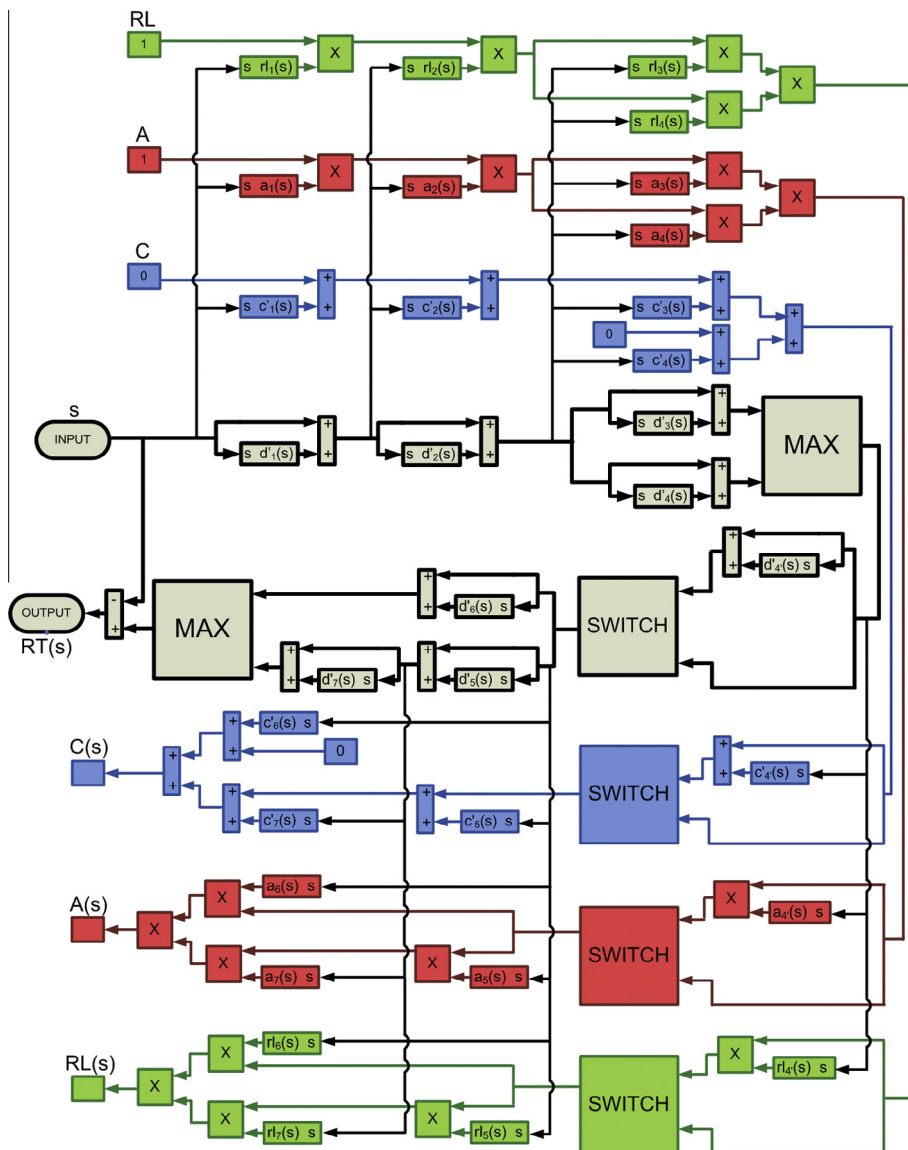 RL
1 X X X
s rl₁(s) s rl₂(s) s rl₃(s)
X X
s rl₄(s)
A
1 X X X
s a₁(s) s a₂(s) s a₃(s)
X X
s a₄(s)
C
0 + + +
s c'₁(s) + s c'₂(s) + s c'₃(s) +
+
+
0 +
s c'₄(s) +
s
INPUT
+ + +
s d'₁(s) + s d'₂(s) + s d'₃(s) +
MAX
+
s d'₄(s) +
+
+ d'₄'(s) s
+
+ d'₆(s) s
SWITCH
OUTPUT
-
+
RT(s)
MAX
+
+ d'₇(s) s
+
+ d'₅(s) s
+ c'₆(s) s
+ 0
C(s)
+
+
+
+ c'₇(s) s
+
+ c'₅(s) s
SWITCH
+
+ c'₄'(s) s
a₆(s) s
X
A(s)
X
X
a₇(s) s
X
a₅(s) s
SWITCH
X
a₄'(s) s
rl₆(s) s
X
RL(s)
X
X
rl₇(s) s
X
rl₅(s) s
SWITCH
X
rl₄'(s) s